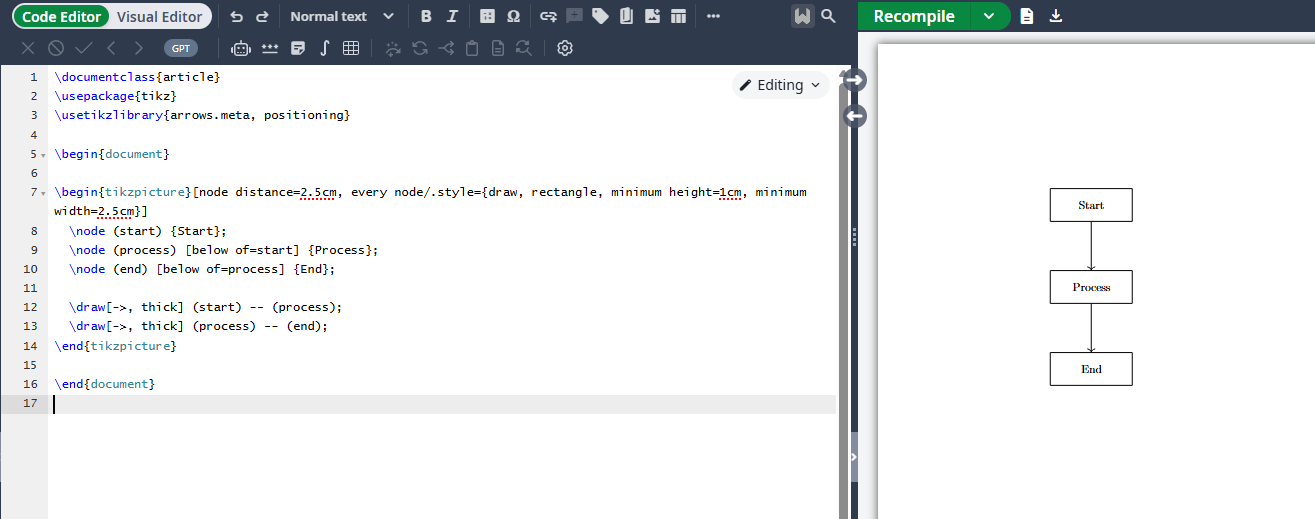 Code Editor Visual Editor Normal text B I Ω Recompile
GPT
Editing
1 \documentclass{article}
2 \usepackage{tikz}
3 \usetikzlibrary{arrows.meta, positioning}
4
5 \begin{document}
6
7 \begin{tikzpicture}[node distance=2.5cm, every node/.style={draw, rectangle, minimum height=1cm, minimum
width=2.5cm}]
8 \node (start) {Start};
9 \node (process) [below of=start] {Process};
10 \node (end) [below of=process] {End};
11
12 \draw[->, thick] (start) -- (process);
13 \draw[->, thick] (process) -- (end);
14 \end{tikzpicture}
15
16 \end{document}
17
Start
Process
End